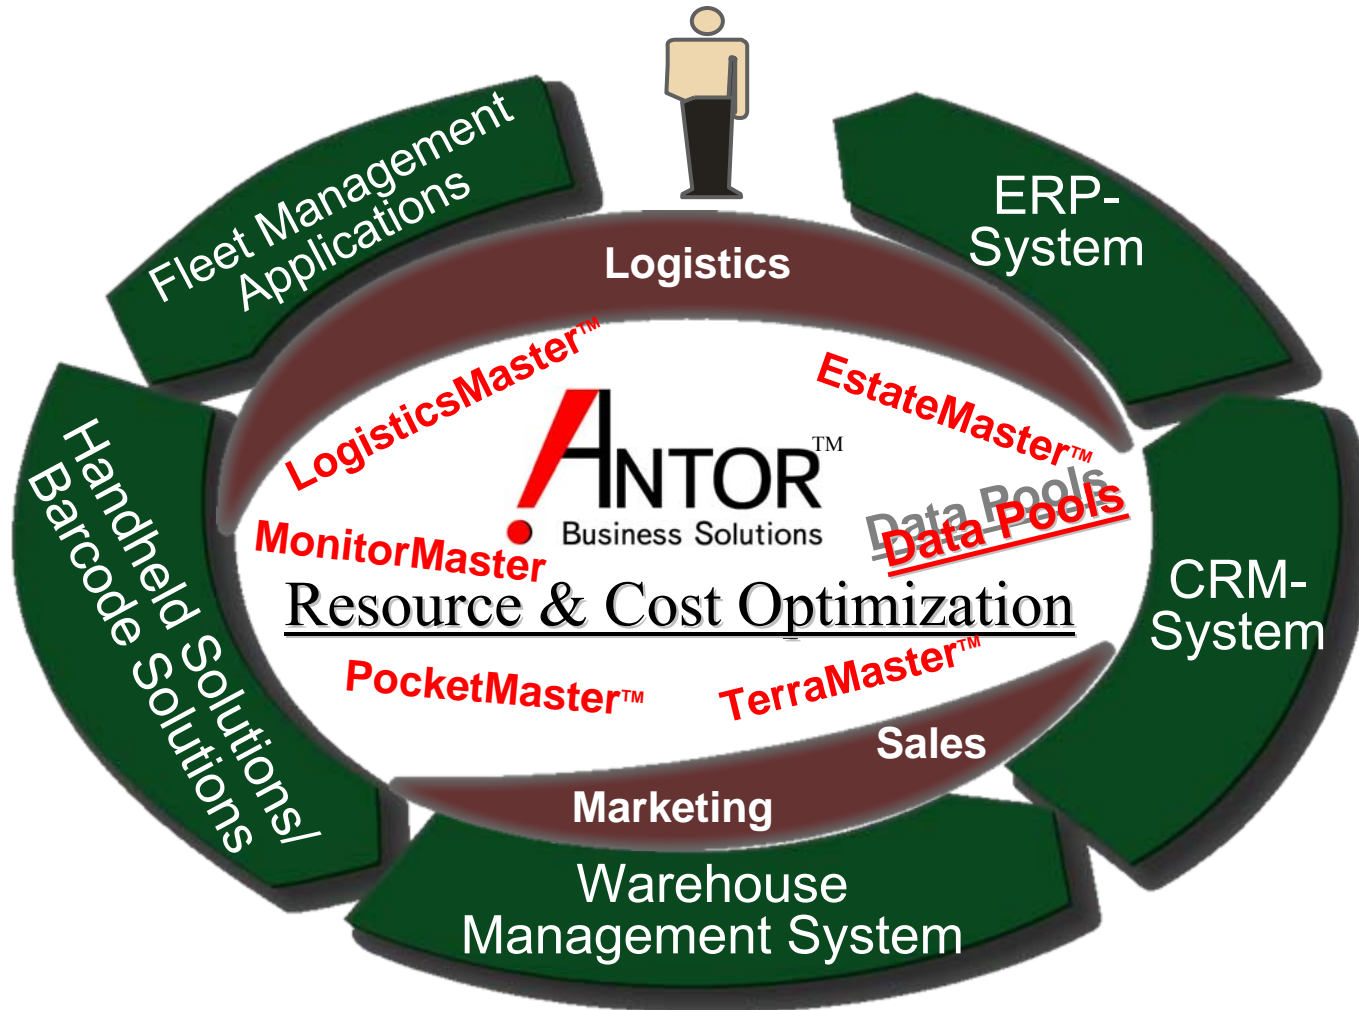 Fleet Management
Applications
ERP-
System
Logistics
LogisticsMaster™
EstateMaster™
ANTOR™
Business Solutions
Data Pools
Data Pools
MonitorMaster
Resource & Cost Optimization
PocketMaster™
TerraMaster™
Handheld Solutions/
Barcode Solutions
CRM-
System
Sales
Marketing
Warehouse
Management System